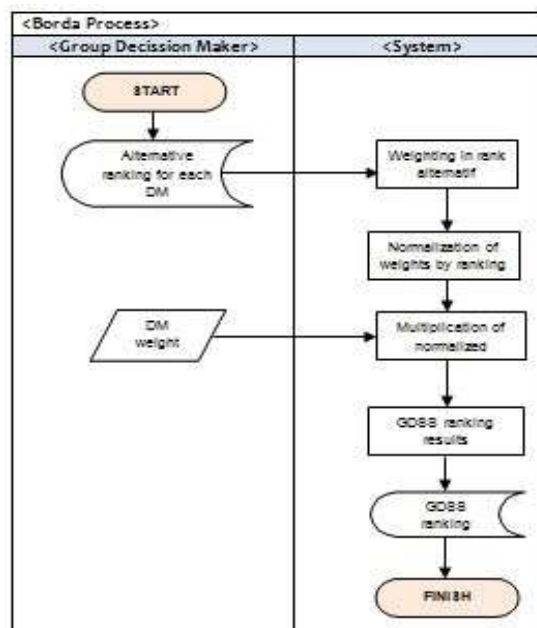 <Borda Process>
<Group Decission Maker>
<System>
START
Alternative
ranking for each
DM
Weighting in rank
alternatif
Normalization of
weights by ranking
DM
weight
Multiplication of
normalized
GDSS ranking
results
GDSS
ranking
FINISH